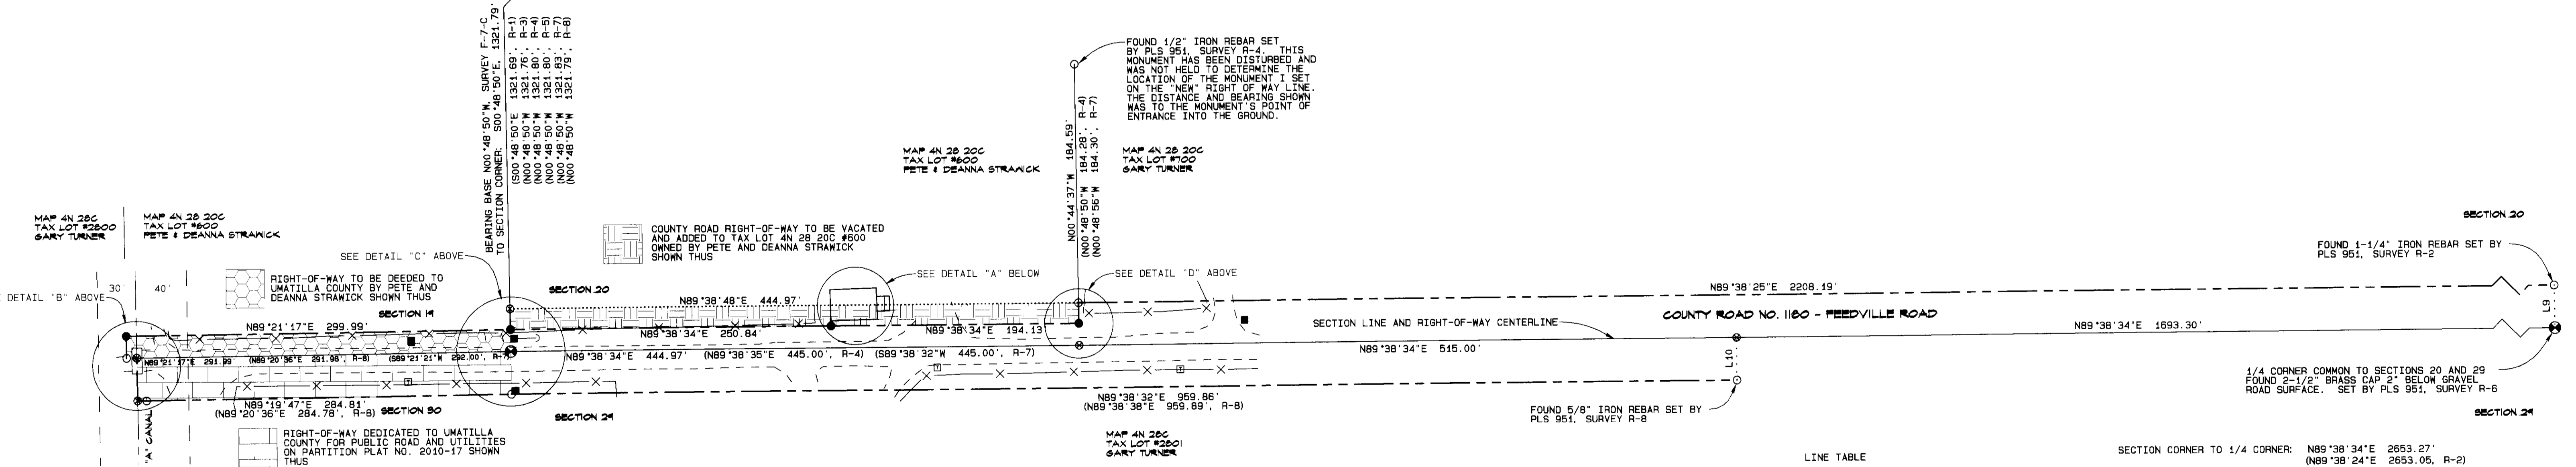 BEARING BASE N00°48'50"W, SURVEY F-7-C
TO SECTION CORNER: S00°48'50"E, 1321.79'
(S00°48'50"E 1321.69', R-1)
(N00°48'50"W 1321.76', R-3)
(N00°48'50"W 1321.80', R-4)
(N00°48'50"W 1321.80', R-5)
(N00°48'50"W 1321.83', R-7)
(N00°48'50"W 1321.79', R-8)
FOUND 1/2" IRON REBAR SET
BY PLS 951, SURVEY R-4. THIS
MONUMENT HAS BEEN DISTURBED AND
WAS NOT HELD TO DETERMINE THE
LOCATION OF THE MONUMENT I SET
ON THE "NEW" RIGHT OF WAY LINE.
THE DISTANCE AND BEARING SHOWN
WAS TO THE MONUMENT'S POINT OF
ENTRANCE INTO THE GROUND.
N00°44'37"W 184.59'
(N00°48'50"W 184.28', R-4)
(N00°48'56"W 184.30', R-7)
MAP 4N 28 20C
TAX LOT #600
PETE & DEANNA STRAWICK
MAP 4N 28 20C
TAX LOT #700
GARY TURNER
MAP 4N 28C
TAX LOT #2800
GARY TURNER
MAP 4N 28 20C
TAX LOT #600
PETE & DEANNA STRAWICK
COUNTY ROAD RIGHT-OF-WAY TO BE VACATED
AND ADDED TO TAX LOT 4N 28 20C #600
OWNED BY PETE AND DEANNA STRAWICK
SHOWN THUS
SECTION 20
FOUND 1-1/4" IRON REBAR SET BY
PLS 951, SURVEY R-2
SEE DETAIL "C" ABOVE
SEE DETAIL "A" BELOW
SEE DETAIL "D" ABOVE
RIGHT-OF-WAY TO BE DEEDED TO
UMATILLA COUNTY BY PETE AND
DEANNA STRAWICK SHOWN THUS
30'
40'
DETAIL "B" ABOVE
SECTION 20
SECTION 19
N89°38'48"E 444.97'
N89°38'25"E 2208.19'
L9
N89°21'17"E 299.99'
N89°38'34"E 250.84'
N89°38'34"E 194.13'
SECTION LINE AND RIGHT-OF-WAY CENTERLINE
COUNTY ROAD NO. 1180 - FEEDVILLE ROAD
N89°38'34"E 1693.30'
N89°21'17"E 291.99'
(N89°20'36"E 291.98', R-8)
(S89°21'21"W 292.00', R-7)
N89°38'34"E 444.97'
(N89°38'35"E 445.00', R-4)
(S89°38'32"W 445.00', R-7)
N89°38'34"E 515.00'
L10
1/4 CORNER COMMON TO SECTIONS 20 AND 29
FOUND 2-1/2" BRASS CAP 2" BELOW GRAVEL
ROAD SURFACE. SET BY PLS 951, SURVEY R-6
N89°19'47"E 284.81'
(N89°20'36"E 284.78', R-8)
SECTION 30
SECTION 29
N89°38'32"E 959.86'
(N89°38'38"E 959.89', R-8)
FOUND 5/8" IRON REBAR SET BY
PLS 951, SURVEY R-8
SECTION 29
"A" CANAL
RIGHT-OF-WAY DEDICATED TO UMATILLA
COUNTY FOR PUBLIC ROAD AND UTILITIES
ON PARTITION PLAT NO. 2010-17 SHOWN
THUS
MAP 4N 28C
TAX LOT #2801
GARY TURNER
LINE TABLE
SECTION CORNER TO 1/4 CORNER: N89°38'34"E 2653.27'
(N89°38'24"E 2653.05, R-2)